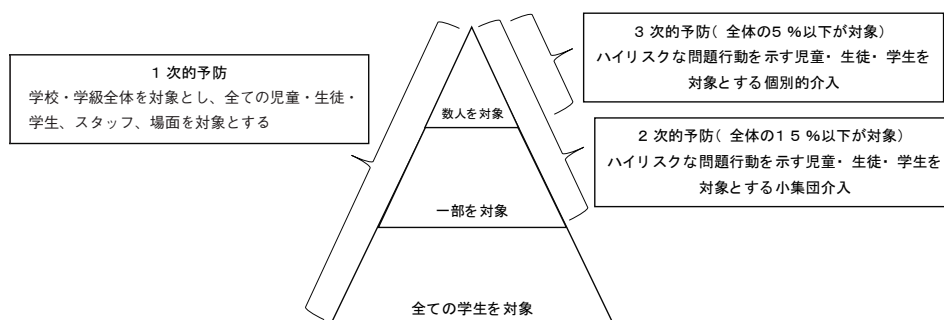 1 次的予防
学校・学級全体を対象とし、全ての児童・生徒・
学生、スタッフ、場面を対象とする
3 次的予防( 全体の5 %以下が対象)
ハイリスクな問題行動を示す児童・ 生徒・ 学生を
対象とする個別的介入
2 次的予防( 全体の1 5 %以下が対象)
ハイリスクな問題行動を示す児童・ 生徒・ 学生を
対象とする小集団介入
数人を対象
一部を対象
全ての学生を対象